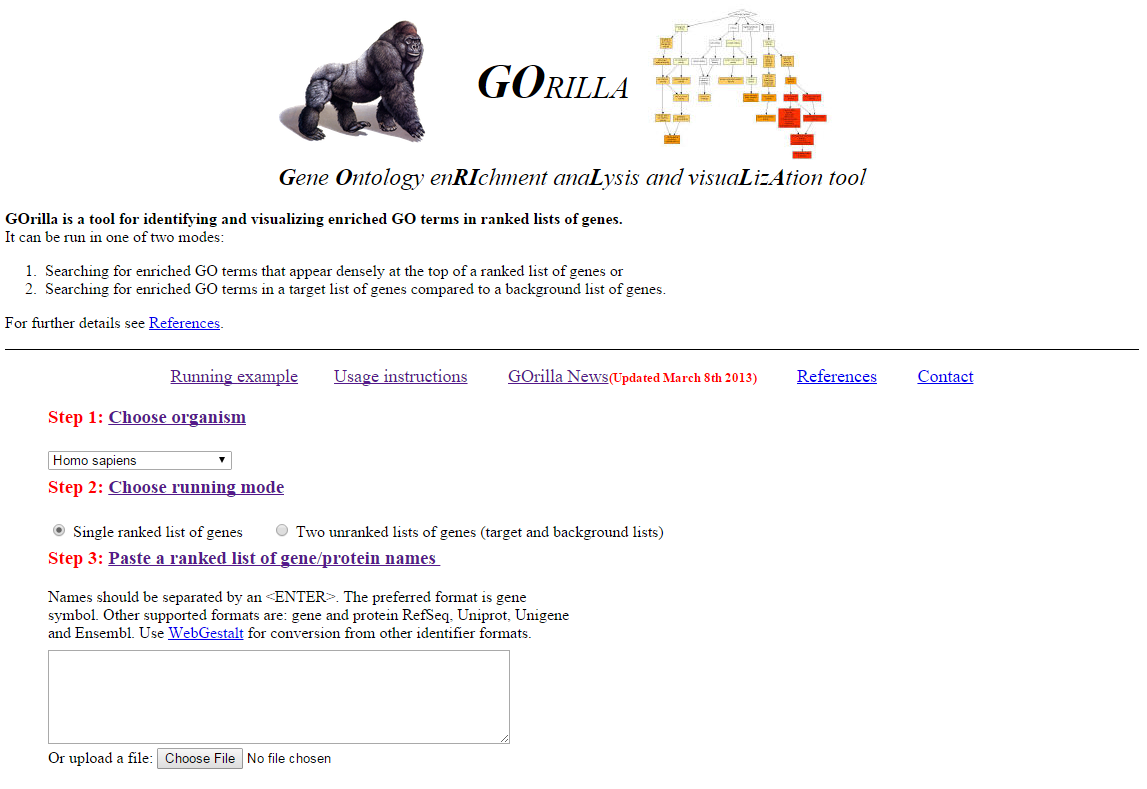 GORILLA
Gene Ontology enRIchment anaLysis and visuaLizAtion tool
GOrilla is a tool for identifying and visualizing enriched GO terms in ranked lists of genes.
It can be run in one of two modes:
1. Searching for enriched GO terms that appear densely at the top of a ranked list of genes or
2. Searching for enriched GO terms in a target list of genes compared to a background list of genes.
For further details see References.
Running example Usage instructions GOrilla News(Updated March 8th 2013) References Contact
Step 1: Choose organism
Homo sapiens
Step 2: Choose running mode
Single ranked list of genes Two unranked lists of genes (target and background lists)
Step 3: Paste a ranked list of gene/protein names
Names should be separated by an <ENTER>. The preferred format is gene
symbol. Other supported formats are: gene and protein RefSeq, Uniprot, Unigene
and Ensembl. Use WebGestalt for conversion from other identifier formats.
Or upload a file: Choose File No file chosen